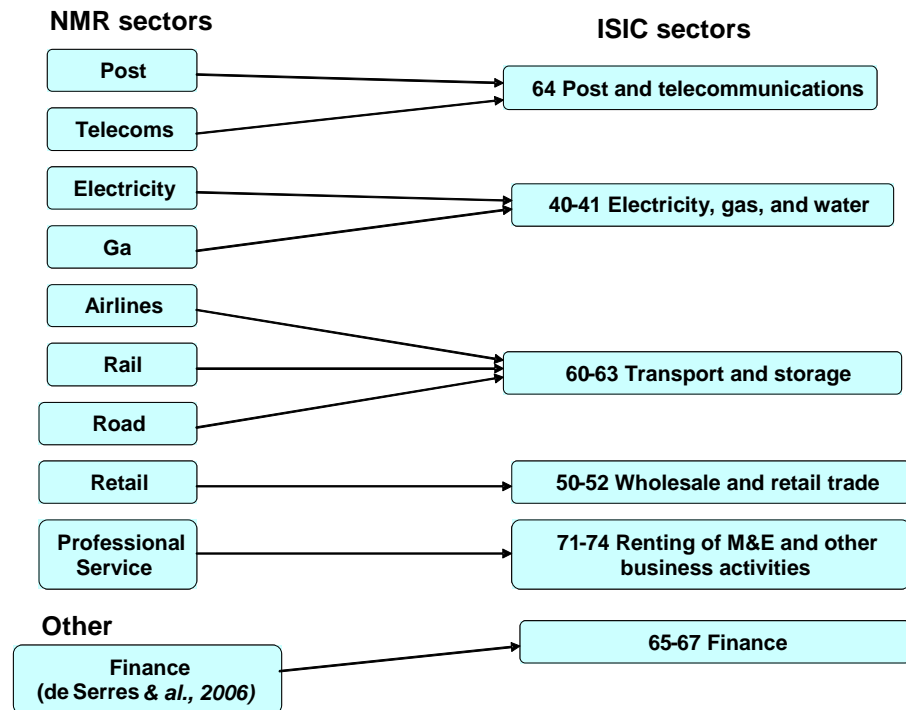 NMR sectors
ISIC sectors
Post
64 Post and telecommunications
Telecoms
Electricity
40-41 Electricity, gas, and water
Ga
Airlines
Rail
60-63 Transport and storage
Road
Retail
50-52 Wholesale and retail trade
Professional
Service
71-74 Renting of M&E and other
business activities
Other
65-67 Finance
Finance
(de Serres & al., 2006)